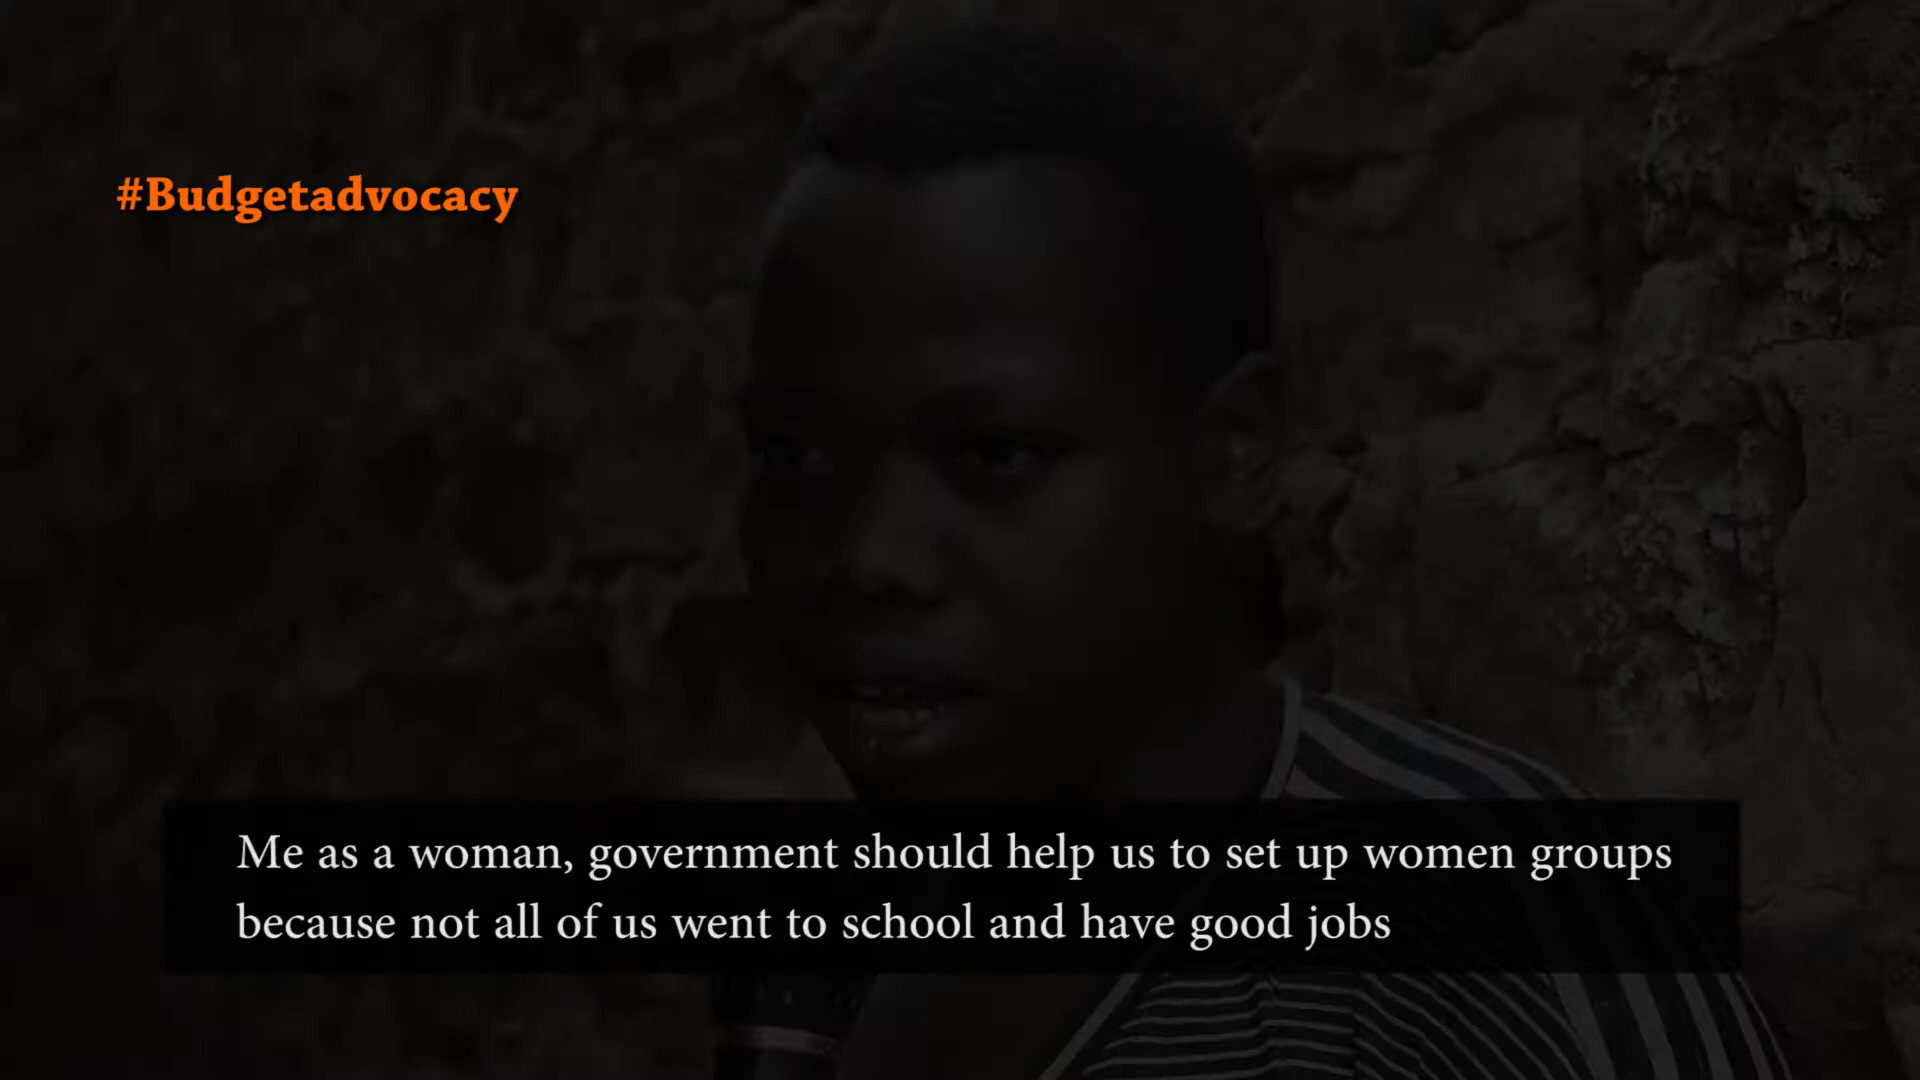 #Budgetadvocacy
Me as a woman, government should help us to set up women groups
because not all of us went to school and have good jobs